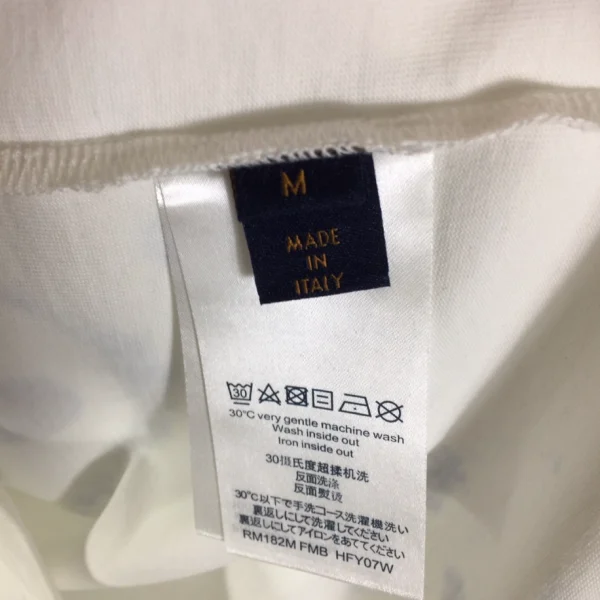 M
MADE
IN
ITALY
30
30°C very gentle machine wash
Wash inside out
Iron inside out
30摄氏度超揉机洗
反面洗涤
反面熨烫
30℃以下で手洗コース洗濯機洗い
裏返しにして洗濯してください
裏返しにしてアイロンをあててください
RM182M FMB HFY07W